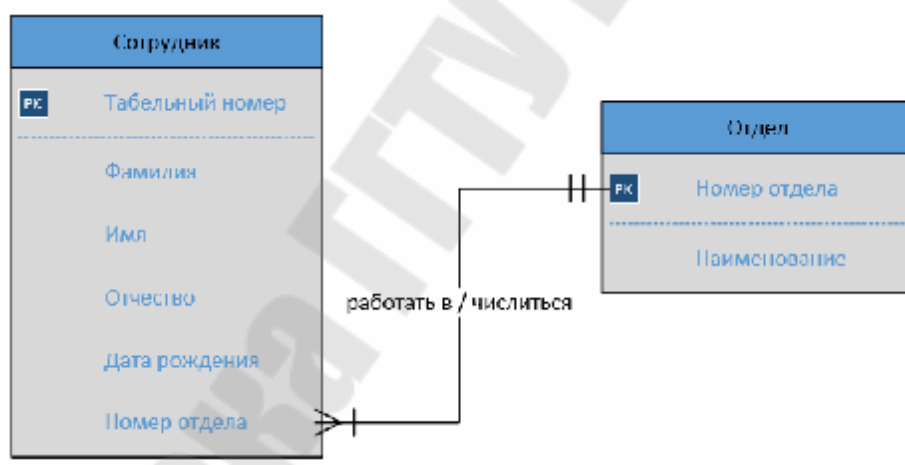 Сотрудник
PK Табельный номер
Фамилия
Имя
Отчество
Дата рождения
Номер отдела
работать в / числиться
Отдел
PK Номер отдела
Наименование